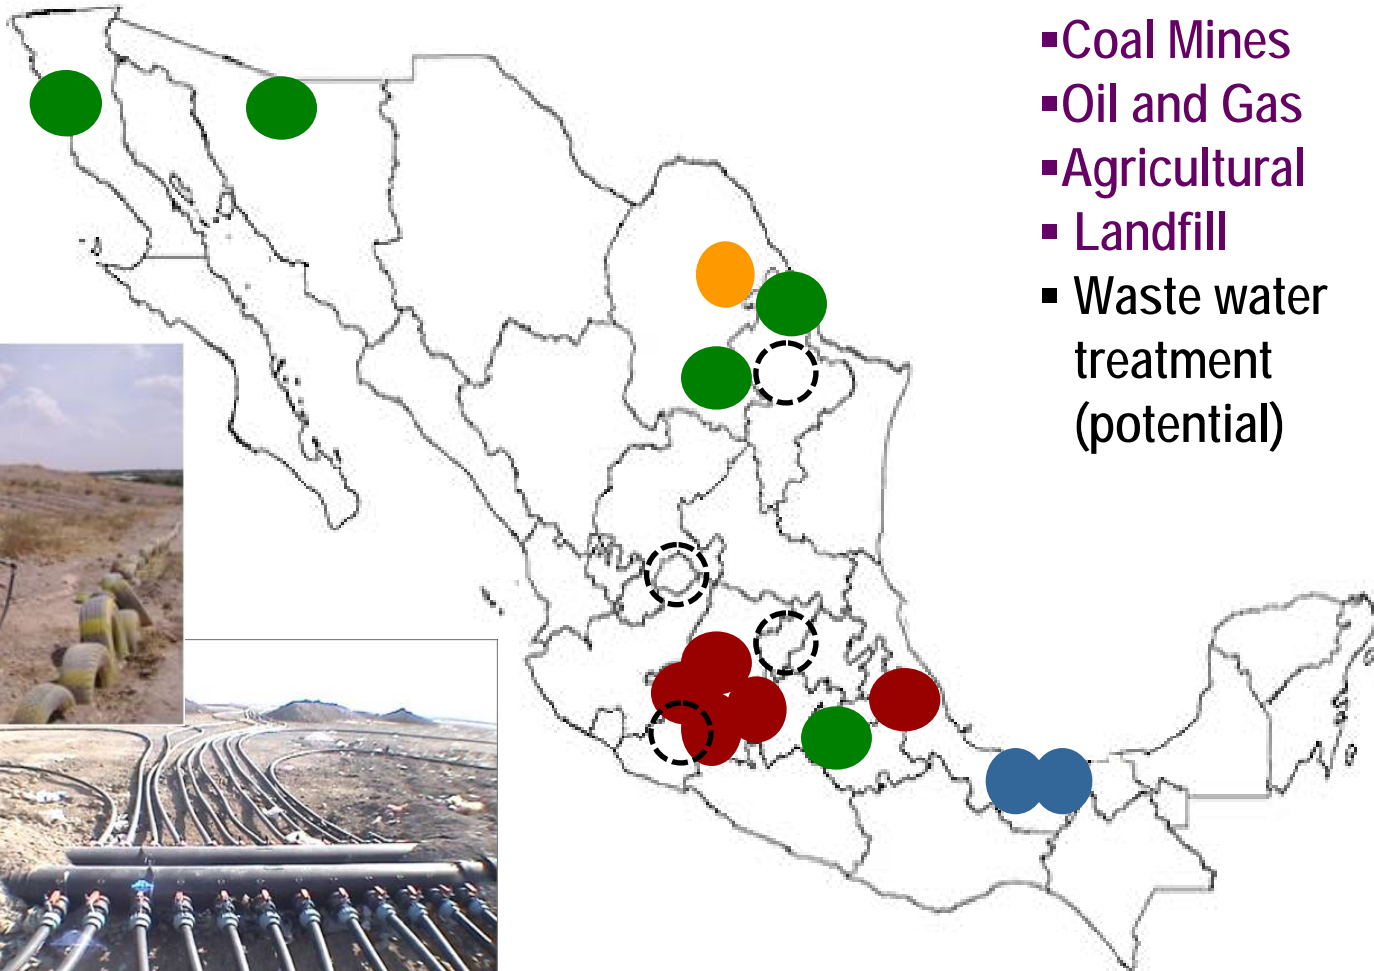 ▪Coal Mines
▪Oil and Gas
▪Agricultural
▪ Landfill
▪ Waste water
treatment
(potential)